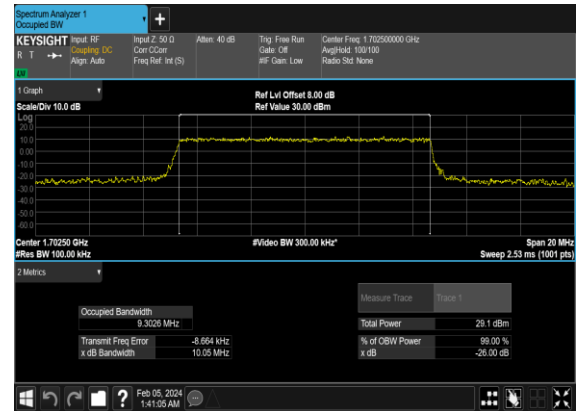 Spectrum Analyzer 1
Occupied BW
+
KEYSIGHT
R T
LNI
Input: RF
Coupling: DC
Align: Auto
Input Z: 50 Ω
Corr CCorr
Freq Ref: Int (S)
Atten: 40 dB
Trig: Free Run
Gate: Off
#IF Gain: Low
Center Freq: 1.702500000 GHz
Avg|Hold: 100/100
Radio Std: None
1 Graph
Scale/Div 10.0 dB
Ref Lvl Offset 8.00 dB
Ref Value 30.00 dBm
Log
20.0
10.0
0.00
-10.0
-20.0
-30.0
-40.0
-50.0
-60.0
Center 1.70250 GHz
#Res BW 100.00 kHz
#Video BW 300.00 kHz*
Span 20 MHz
Sweep 2.53 ms (1001 pts)
2 Metrics
Measure Trace Trace 1
Occupied Bandwidth
9.3026 MHz
Total Power 29.1 dBm
Transmit Freq Error -8.664 kHz
% of OBW Power 99.00 %
x dB Bandwidth 10.05 MHz
x dB -26.00 dB
?
Feb 05, 2024
1:41:05 AM